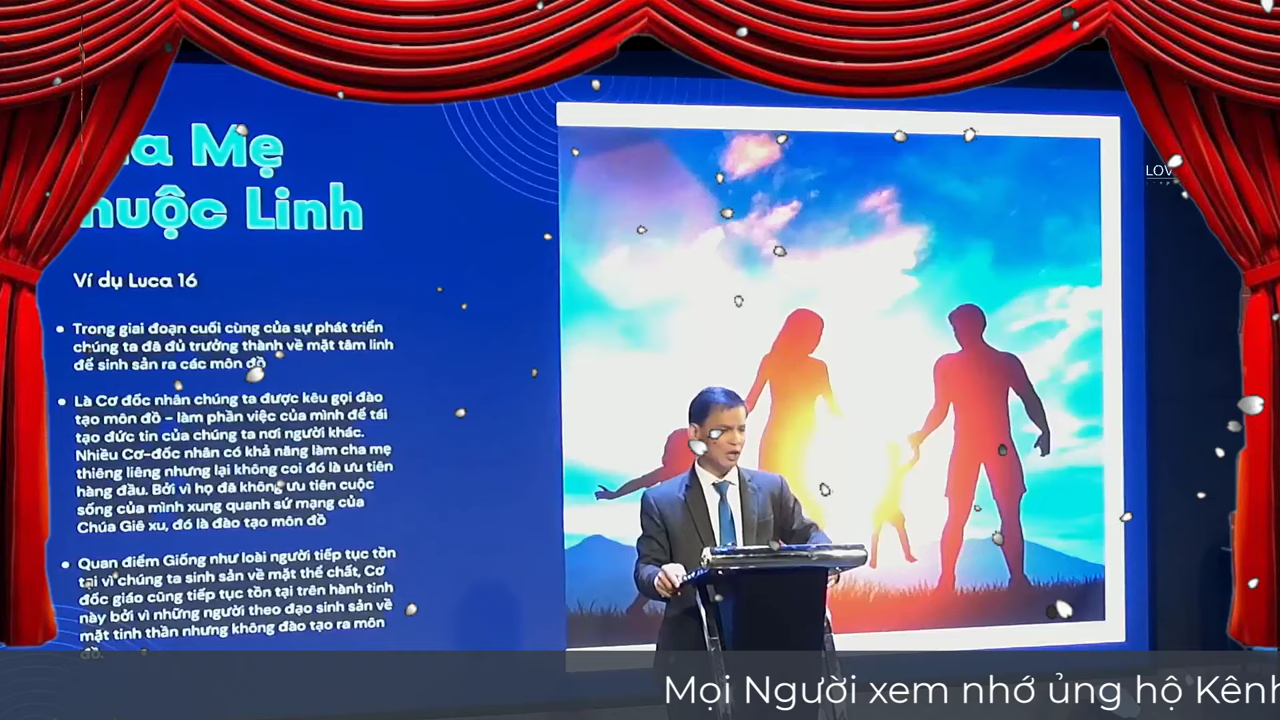 Mẹ
Linh
Ví dụ Luca 16
Trong giai đoạn cuối cùng của sự phát triển
chúng ta đã đủ trưởng thành về mặt tâm linh
để sinh sản ra các môn đồ
Là Cơ đốc nhân chúng ta được kêu gọi đào
tạo môn đồ – làm phần việc của mình để tái
tạo đức tin của chúng ta nơi người khác.
Nhiều Cơ-đốc nhân có khả năng làm cha mẹ
thiêng liêng nhưng lại không coi đó là ưu tiên
hàng đầu. Bởi vì họ đã không ưu tiên cuộc
sống của mình xung quanh sứ mạng của
Chúa Giê xu, đó là đào tạo môn đồ
Quan điểm Giống như loài người tiếp tục tồn
tại vì chúng ta sinh sản về mặt thể chất, Cơ
đốc giáo cũng tiếp tục tồn tại trên hành tinh
này bởi vì những người theo đạo sinh sản về
mặt tinh thần nhưng không đào tạo ra môn
đồ.
LOV
Mọi Người xem nhớ ủng hộ Kênh